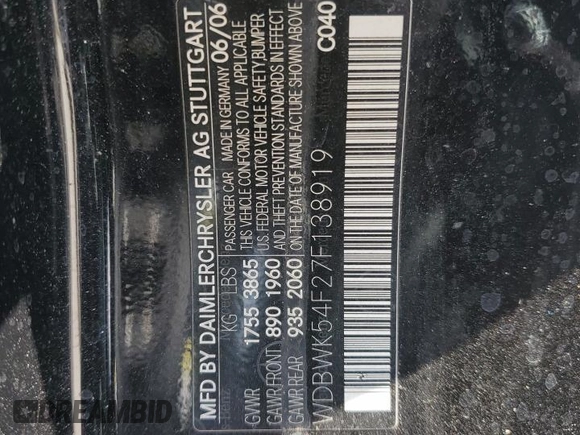 MFD BY DAIMLERCHRYSLER AG STUTTGART
KG LBS
PASSENGER CAR MADE IN GERMANY 06/06
GVWR 1755 3865
THIS VEHICLE CONFORMS TO ALL APPLICABLE
U.S. FEDERAL MOTOR VEHICLE SAFETY, BUMPER
GAWR FRONT 890 1960
AND THEFT PREVENTION STANDARDS IN EFFECT
GAWR REAR 935 2060
ON THE DATE OF MANUFACTURE SHOWN ABOVE
WDBWK54F27F138919
C040
DREAMBID